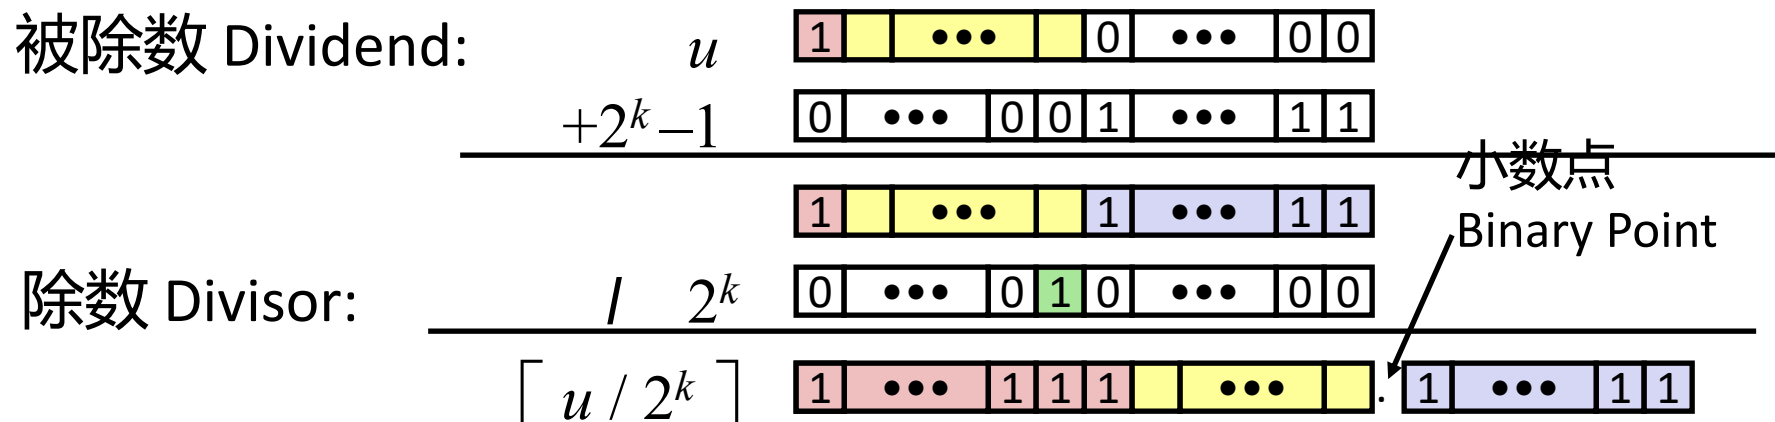 被除数 Dividend: u 1 ••• 0 ••• 0 0
+2^k–1 0 ••• 0 0 1 ••• 1 1
小数点
1 ••• 1 ••• 1 1
Binary Point
除数 Divisor: / 2^k 0 ••• 0 1 0 ••• 0 0
⌈ u / 2^k ⌉ 1 ••• 1 1 1 ••• . 1 ••• 1 1